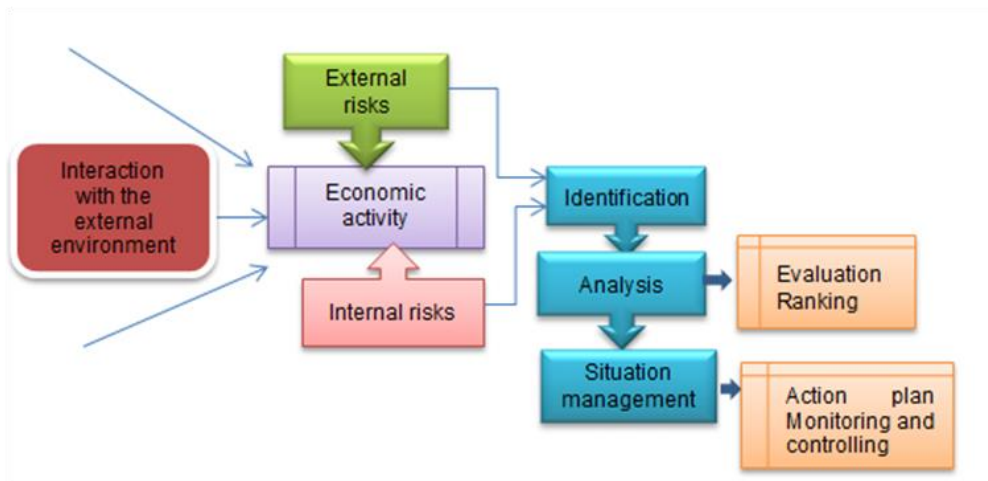 External
risks
Interaction
with the
external
environment
Economic
activity
Internal risks
Identification
Analysis
Evaluation
Ranking
Situation
management
Action plan
Monitoring and
controlling